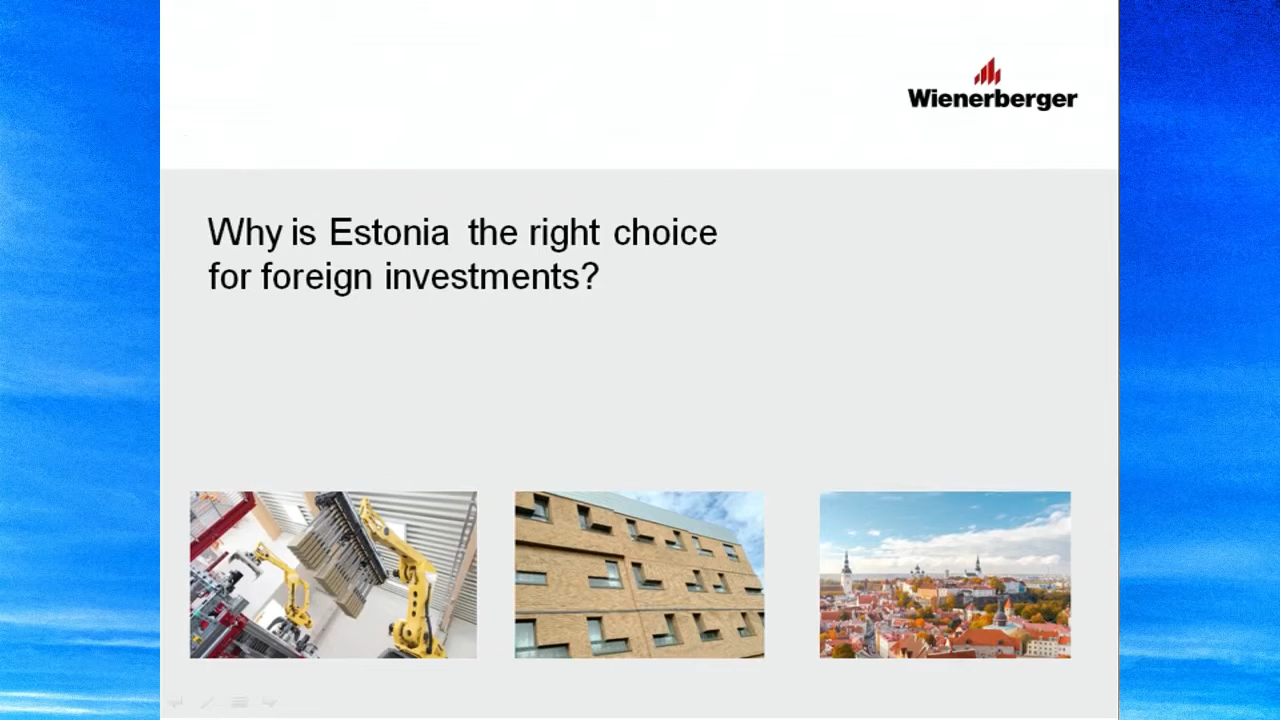 Wienerberger
Why is Estonia the right choice
for foreign investments?